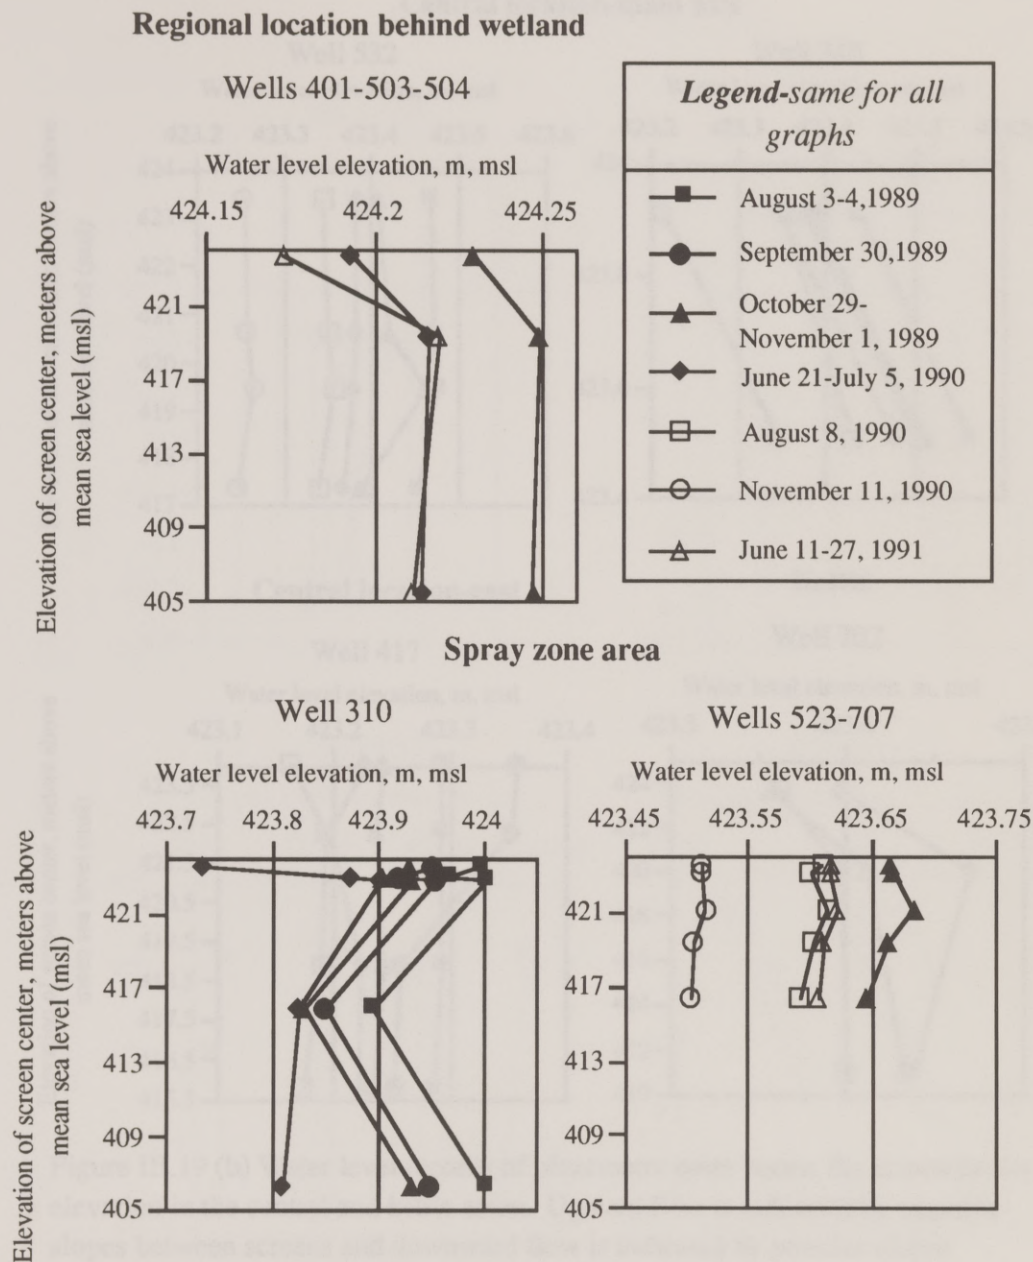 Regional location behind wetland
Wells 401-503-504
Water level elevation, m, msl
424.15 424.2 424.25
Elevation of screen center, meters above
mean sea level (msl)
421
417
413
409
405
Legend-same for all
graphs
August 3-4,1989
September 30,1989
October 29-
November 1, 1989
June 21-July 5, 1990
August 8, 1990
November 11, 1990
June 11-27, 1991
Spray zone area
Well 310
Water level elevation, m, msl
423.7 423.8 423.9 424
Elevation of screen center, meters above
mean sea level (msl)
421
417
413
409
405
Wells 523-707
Water level elevation, m, msl
423.45 423.55 423.65 423.75
421
417
413
409
405